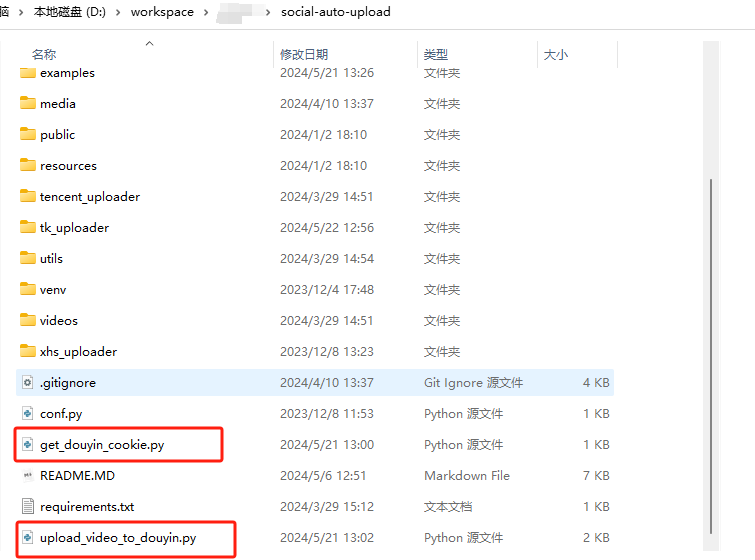 脑 > 本地磁盘 (D:) > workspace > > social-auto-upload
名称 修改日期 类型 大小
examples 2024/5/21 13:26 文件夹
media 2024/4/10 13:37 文件夹
public 2024/1/2 18:10 文件夹
resources 2024/1/2 18:10 文件夹
tencent_uploader 2024/3/29 14:51 文件夹
tk_uploader 2024/5/22 12:56 文件夹
utils 2024/3/29 14:54 文件夹
venv 2023/12/4 17:48 文件夹
videos 2024/3/29 14:51 文件夹
xhs_uploader 2023/12/8 13:23 文件夹
.gitignore 2024/4/10 13:37 Git Ignore 源文件 4 KB
conf.py 2023/12/8 11:53 Python 源文件 1 KB
get_douyin_cookie.py 2024/5/21 13:00 Python 源文件 1 KB
README.MD 2024/5/6 12:51 Markdown File 7 KB
requirements.txt 2024/3/29 15:12 文本文档 1 KB
upload_video_to_douyin.py 2024/5/21 13:02 Python 源文件 2 KB